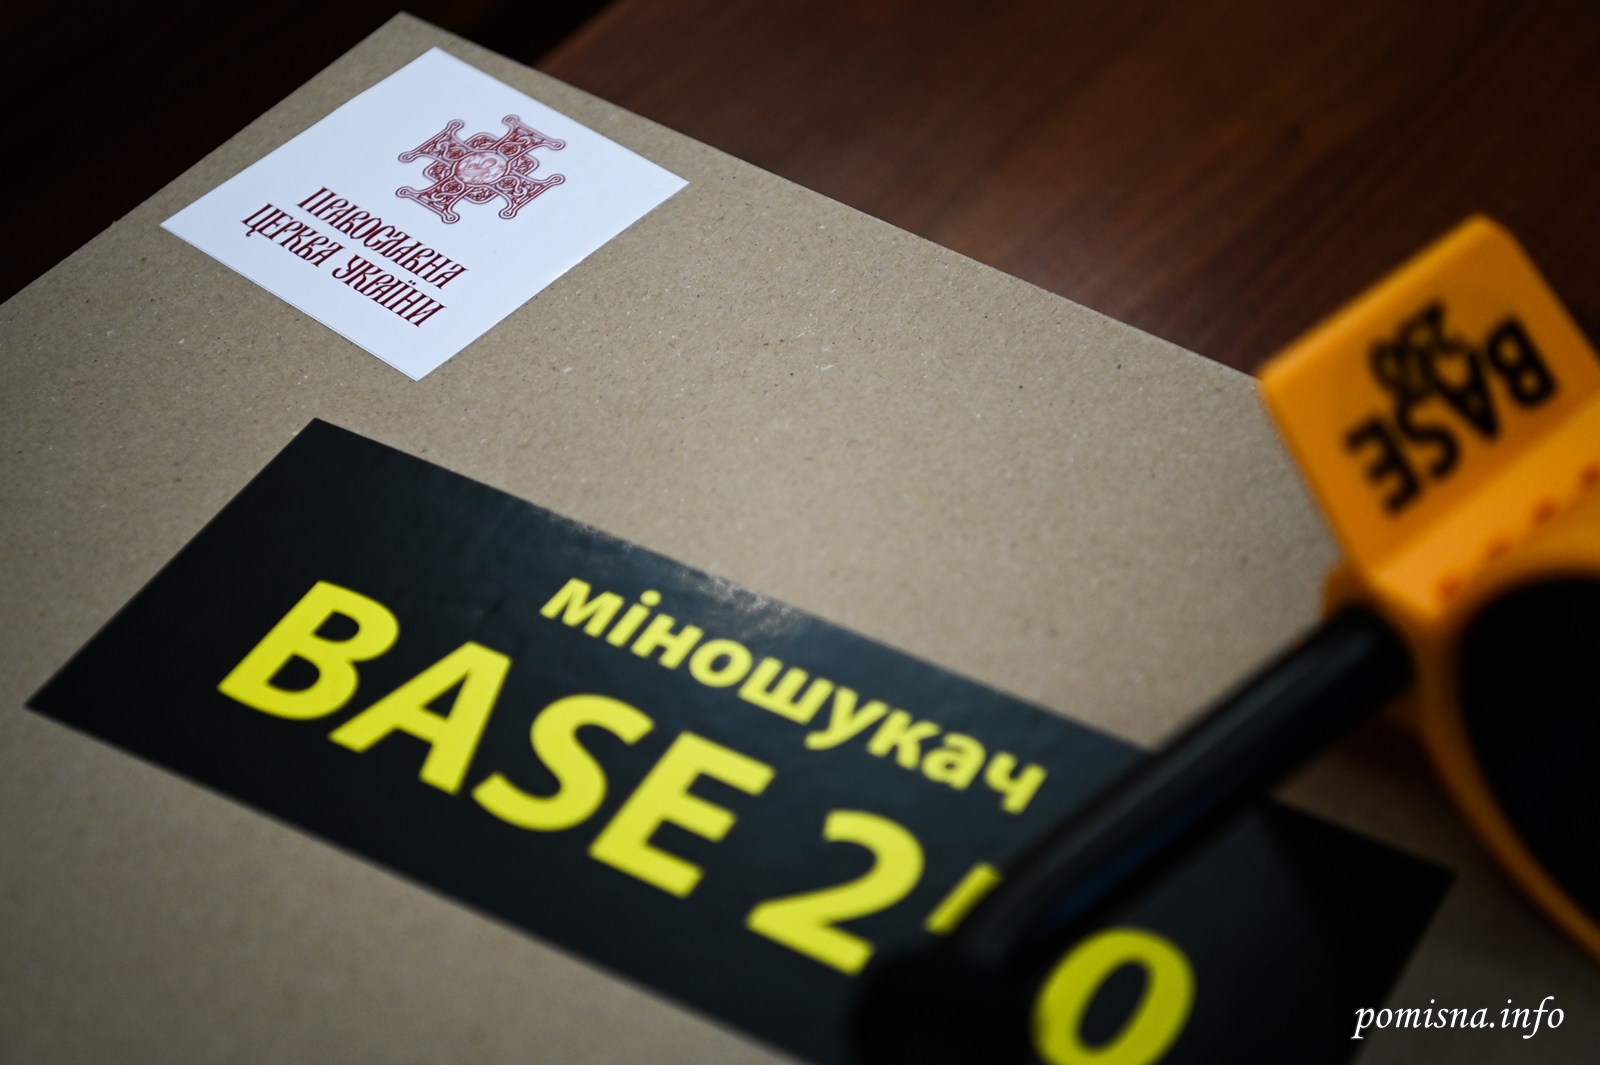 ПРАВОСЛАВНА
ЦЕРКВА УКРАЇНИ
міношукач
BASE
BASE
pomisna.info